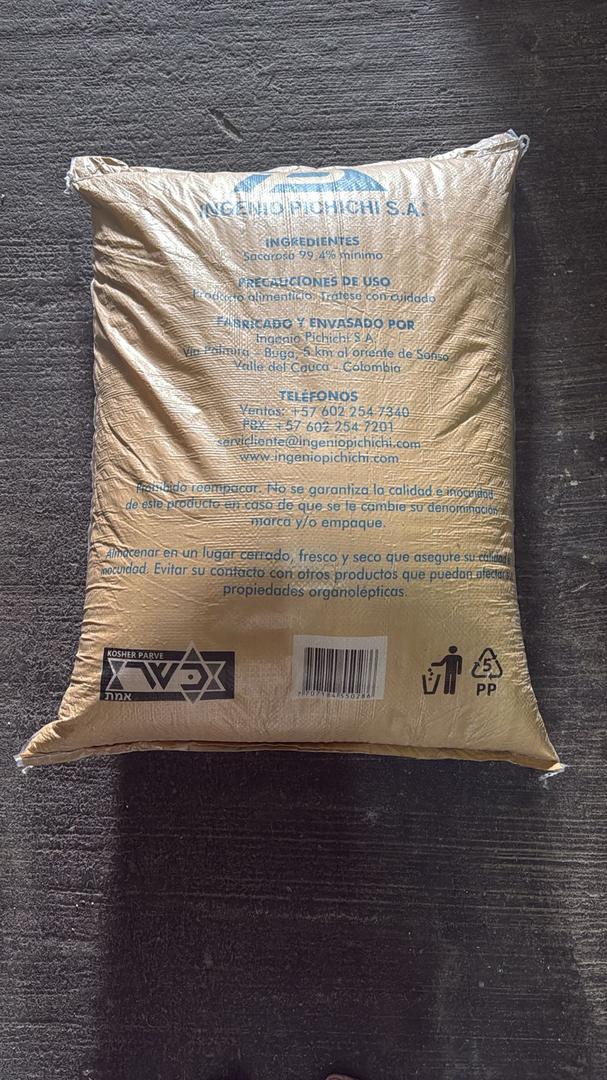 INGENIO PICHICHI S.A.
INGREDIENTES
Sacarosa 99,4% mínimo
PRECAUCIONES DE USO
Producto alimenticio. Trátese con cuidado
FABRICADO Y ENVASADO POR
Ingenio Pichichi S.A.
Vía Palmira - Buga, 5 km al oriente de Sonso
Valle del Cauca - Colombia
TELÉFONOS
Ventas: +57 602 254 7340
PBX: +57 602 254 7201
servicliente@ingeniopichichi.com
www.ingeniopichichi.com
Prohibido reempacar. No se garantiza la calidad e inocuidad
de este producto en caso de que se le cambie su denominación
marca y/o empaque.
Almacenar en un lugar cerrado, fresco y seco que asegure su calidad e
inocuidad. Evitar su contacto con otros productos que puedan afectar sus
propiedades organolépticas.
KOSHER PARVE
כשר
אמת
5
PP